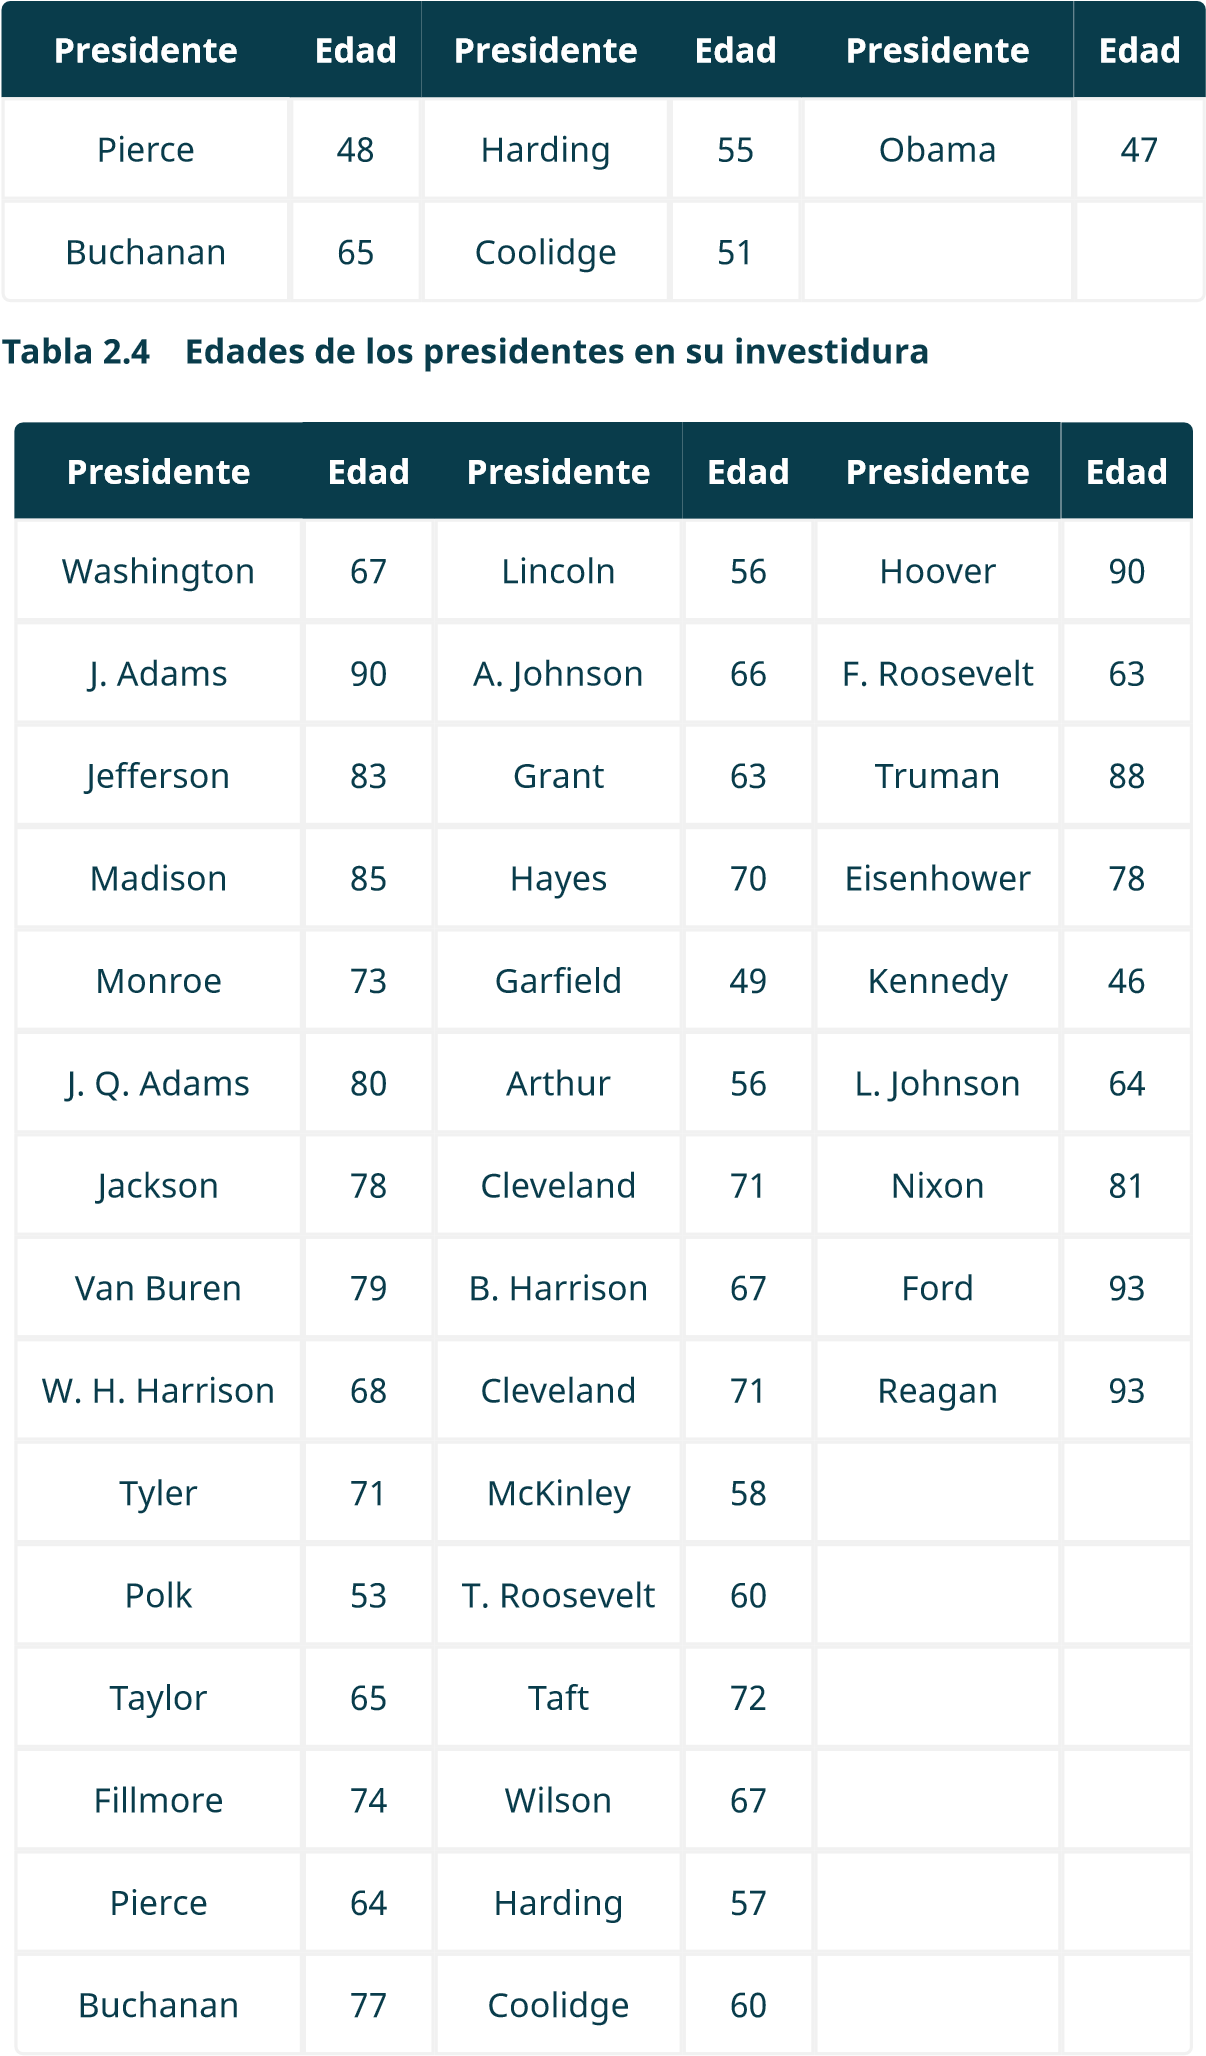 Presidente Edad Presidente Edad Presidente Edad
Pierce 48 Harding 55 Obama 47
Buchanan 65 Coolidge 51
Tabla 2.4 Edades de los presidentes en su investidura
Presidente Edad Presidente Edad Presidente Edad
Washington 67 Lincoln 56 Hoover 90
J. Adams 90 A. Johnson 66 F. Roosevelt 63
Jefferson 83 Grant 63 Truman 88
Madison 85 Hayes 70 Eisenhower 78
Monroe 73 Garfield 49 Kennedy 46
J. Q. Adams 80 Arthur 56 L. Johnson 64
Jackson 78 Cleveland 71 Nixon 81
Van Buren 79 B. Harrison 67 Ford 93
W. H. Harrison 68 Cleveland 71 Reagan 93
Tyler 71 McKinley 58
Polk 53 T. Roosevelt 60
Taylor 65 Taft 72
Fillmore 74 Wilson 67
Pierce 64 Harding 57
Buchanan 77 Coolidge 60